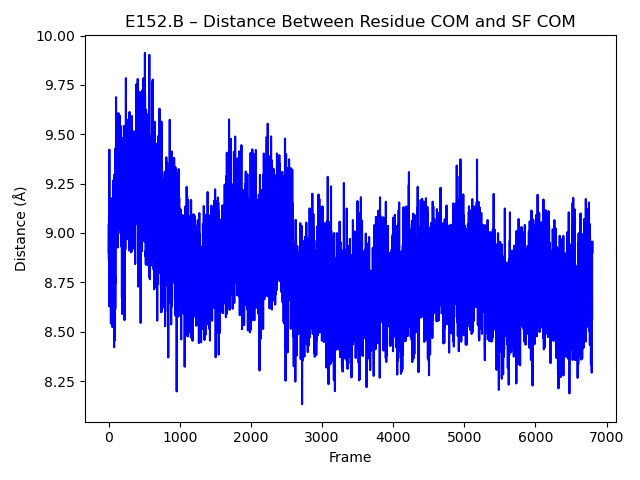 E152.B – Distance Between Residue COM and SF COM
10.00
9.75
9.50
9.25
9.00
8.75
8.50
8.25
Distance (Å)
0 1000 2000 3000 4000 5000 6000 7000
Frame